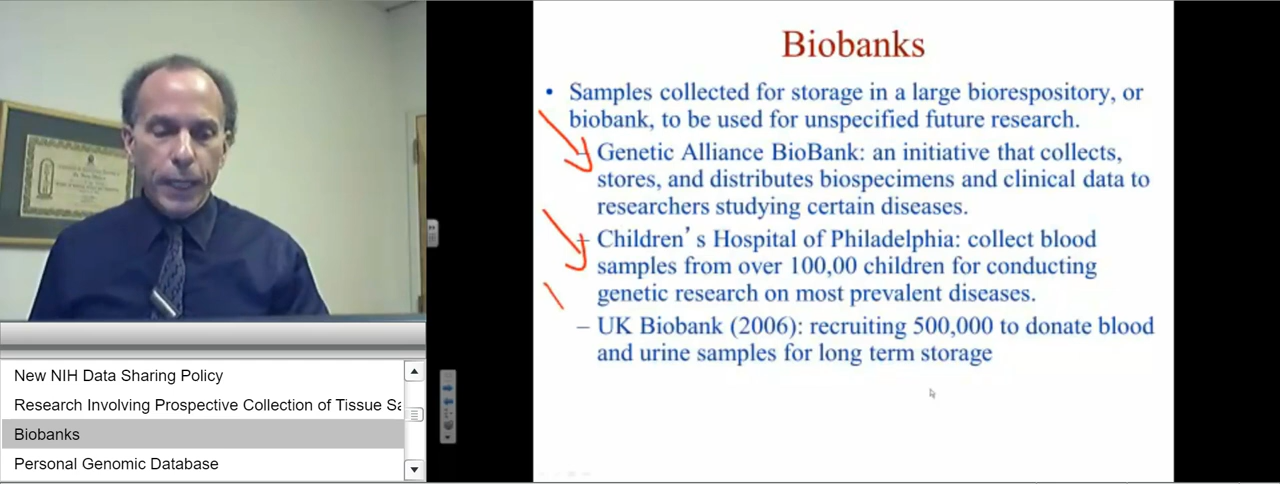 Biobanks
• Samples collected for storage in a large biorespository, or
biobank, to be used for unspecified future research.
– Genetic Alliance BioBank: an initiative that collects,
stores, and distributes biospecimens and clinical data to
researchers studying certain diseases.
– Children’s Hospital of Philadelphia: collect blood
samples from over 100,00 children for conducting
genetic research on most prevalent diseases.
– UK Biobank (2006): recruiting 500,000 to donate blood
and urine samples for long term storage
New NIH Data Sharing Policy
Research Involving Prospective Collection of Tissue Sa
Biobanks
Personal Genomic Database